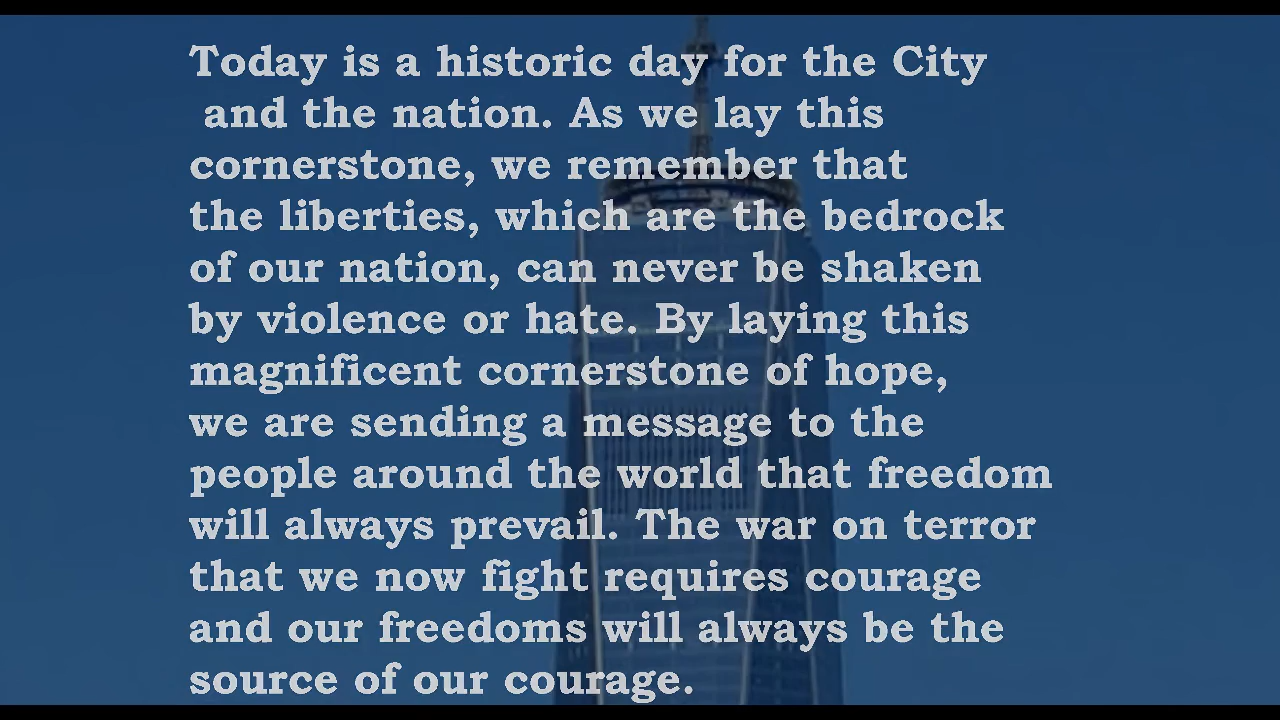 Today is a historic day for the City
and the nation. As we lay this
cornerstone, we remember that
the liberties, which are the bedrock
of our nation, can never be shaken
by violence or hate. By laying this
magnificent cornerstone of hope,
we are sending a message to the
people around the world that freedom
will always prevail. The war on terror
that we now fight requires courage
and our freedoms will always be the
source of our courage.